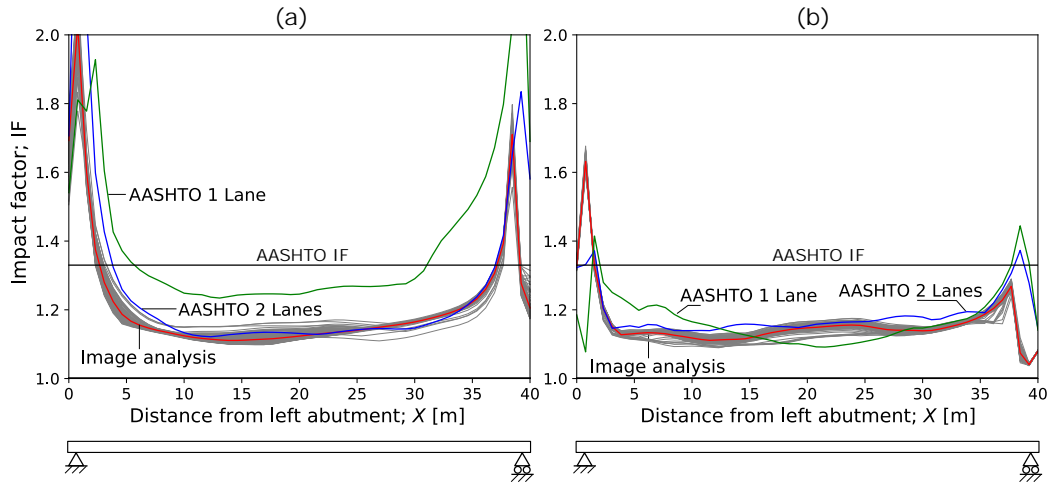 (a)
(b)
Impact factor; IF
2.0
1.8
1.6
1.4
1.2
1.0
AASHTO 1 Lane
AASHTO IF
AASHTO 2 Lanes
Image analysis
0 5 10 15 20 25 30 35 40
Distance from left abutment; X [m]
2.0
1.8
1.6
1.4
1.2
1.0
AASHTO IF
AASHTO 1 Lane
AASHTO 2 Lanes
Image analysis
0 5 10 15 20 25 30 35 40
Distance from left abutment; X [m]